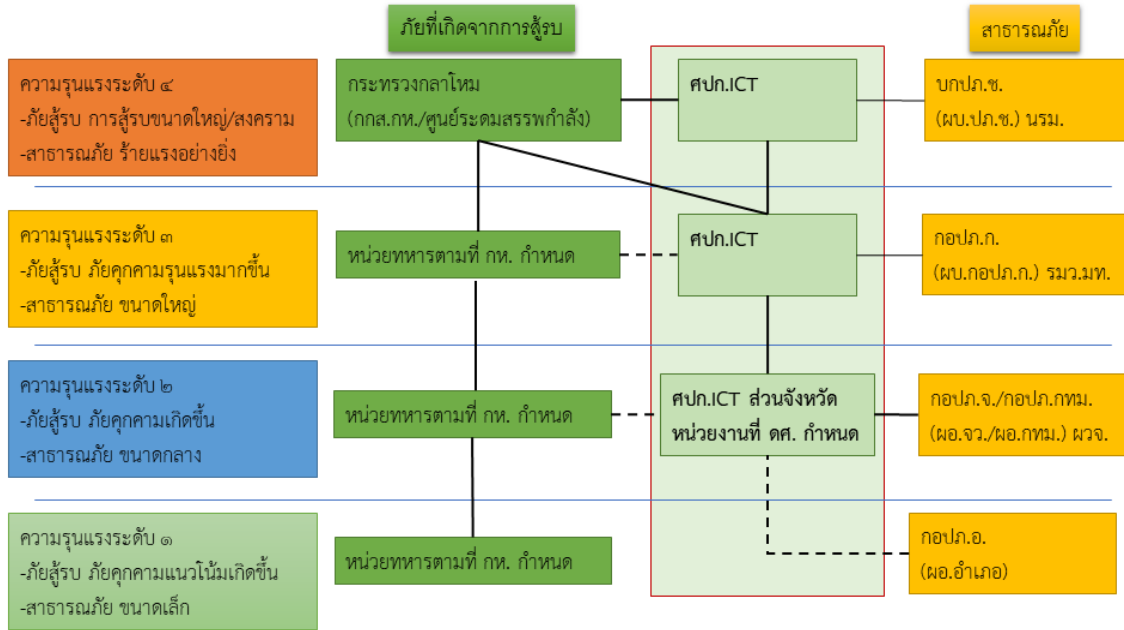 ภัยที่เกิดจากการสู้รบ
สาธารณภัย
ความรุนแรงระดับ ๔
-ภัยสู้รบ การสู้รบขนาดใหญ่/สงคราม
-สาธารณภัย ร้ายแรงอย่างยิ่ง
กระทรวงกลาโหม
(กกส.กห./ศูนย์ระดมสรรพกำลัง)
ศปก.ICT
บกปภ.ช.
(ผบ.ปภ.ช.) นรม.
ความรุนแรงระดับ ๓
-ภัยสู้รบ ภัยคุกคามรุนแรงมากขึ้น
-สาธารณภัย ขนาดใหญ่
หน่วยทหารตามที่ กห. กำหนด
ศปก.ICT
กอปภ.ก.
(ผบ.กอปภ.ก.) รมว.มท.
ความรุนแรงระดับ ๒
-ภัยสู้รบ ภัยคุกคามเกิดขึ้น
-สาธารณภัย ขนาดกลาง
หน่วยทหารตามที่ กห. กำหนด
ศปก.ICT ส่วนจังหวัด
หน่วยงานที่ ดศ. กำหนด
กอปภ.จ./กอปภ.กทม.
(ผอ.จว./ผอ.กทม.) ผวจ.
ความรุนแรงระดับ ๑
-ภัยสู้รบ ภัยคุกคามแนวโน้มเกิดขึ้น
-สาธารณภัย ขนาดเล็ก
หน่วยทหารตามที่ กห. กำหนด
กอปภ.อ.
(ผอ.อำเภอ)